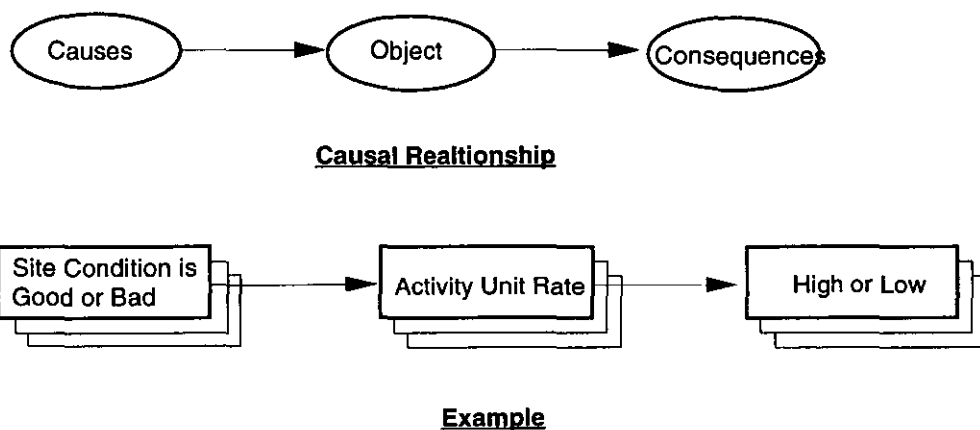 Causes
Object
Consequences
Causal Realtionship
Site Condition is
Good or Bad
Activity Unit Rate
High or Low
Example